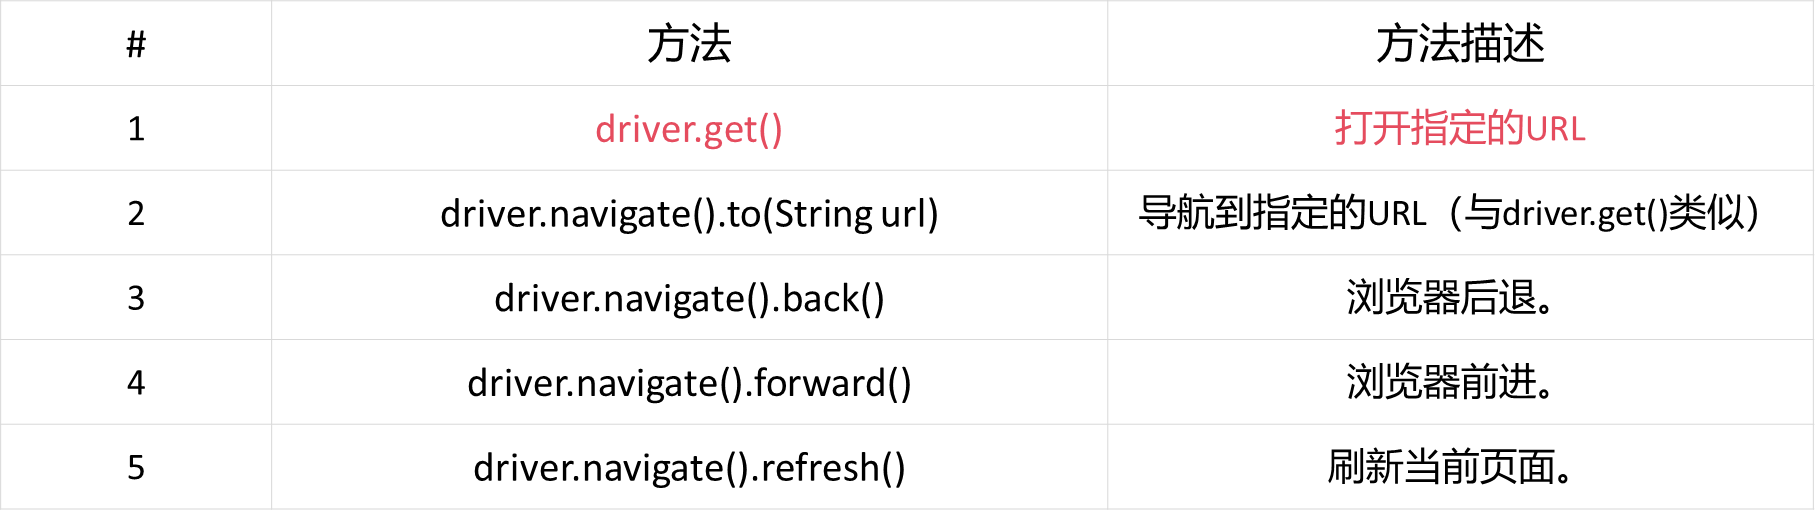 # 方法 方法描述
1 driver.get() 打开指定的URL
2 driver.navigate().to(String url) 导航到指定的URL（与driver.get()类似）
3 driver.navigate().back() 浏览器后退。
4 driver.navigate().forward() 浏览器前进。
5 driver.navigate().refresh() 刷新当前页面。